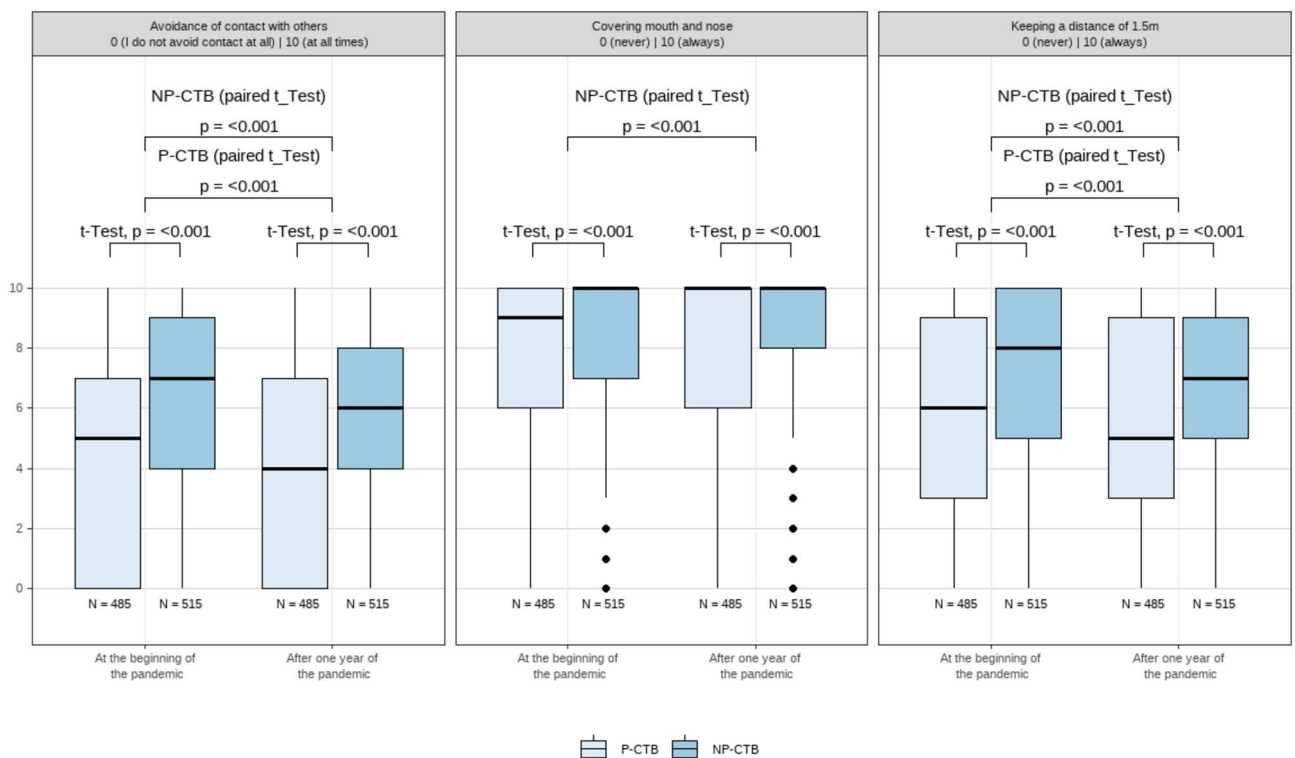 Avoidance of contact with others
0 (I do not avoid contact at all) | 10 (at all times)
Covering mouth and nose
0 (never) | 10 (always)
Keeping a distance of 1.5m
0 (never) | 10 (always)
NP-CTB (paired t_Test)
p = <0.001
P-CTB (paired t_Test)
p = <0.001
t-Test, p = <0.001
t-Test, p = <0.001
NP-CTB (paired t_Test)
p = <0.001
t-Test, p = <0.001
t-Test, p = <0.001
NP-CTB (paired t_Test)
p = <0.001
P-CTB (paired t_Test)
p = <0.001
t-Test, p = <0.001
t-Test, p = <0.001
10
8
6
4
2
0
N = 485
N = 515
N = 485
N = 515
N = 485
N = 515
N = 485
N = 515
N = 485
N = 515
N = 485
N = 515
At the beginning of
the pandemic
After one year of
the pandemic
At the beginning of
the pandemic
After one year of
the pandemic
At the beginning of
the pandemic
After one year of
the pandemic
P-CTB
NP-CTB